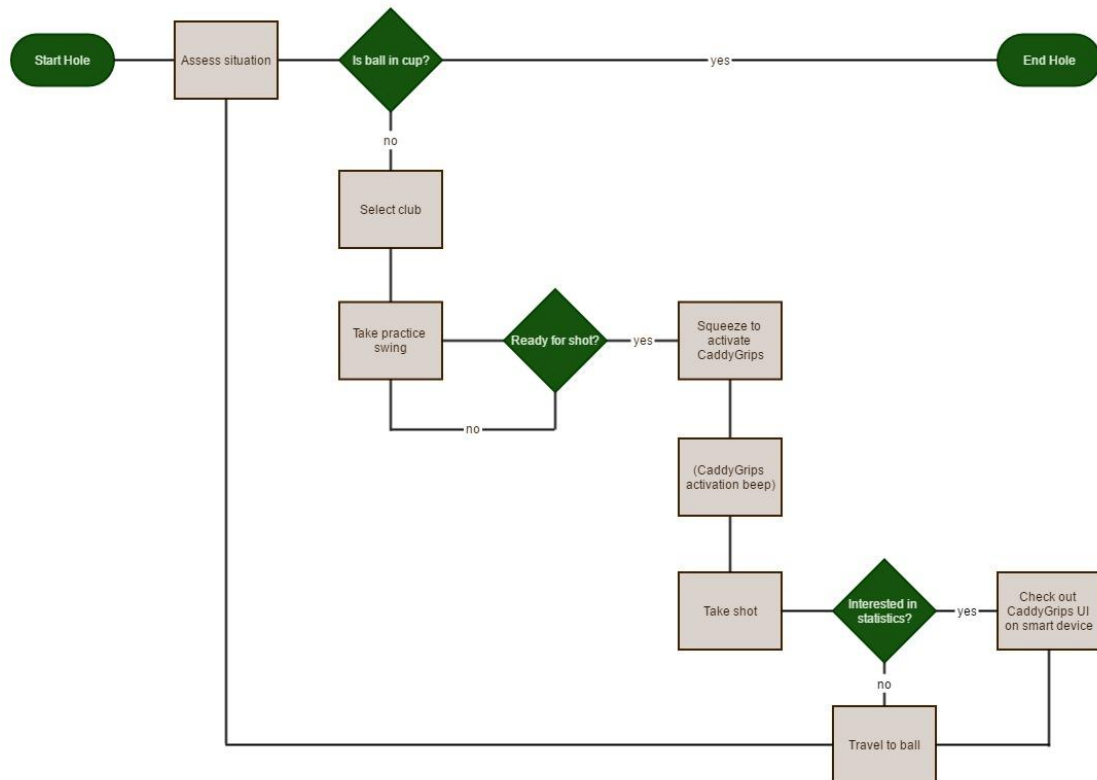 Start Hole
Assess situation
Is ball in cup?
yes
End Hole
no
Select club
Take practice
swing
Ready for shot?
yes
Squeeze to
activate
CaddyGrips
no
(CaddyGrips
activation beep)
Take shot
Interested in
statistics?
yes
Check out
CaddyGrips UI
on smart device
no
Travel to ball